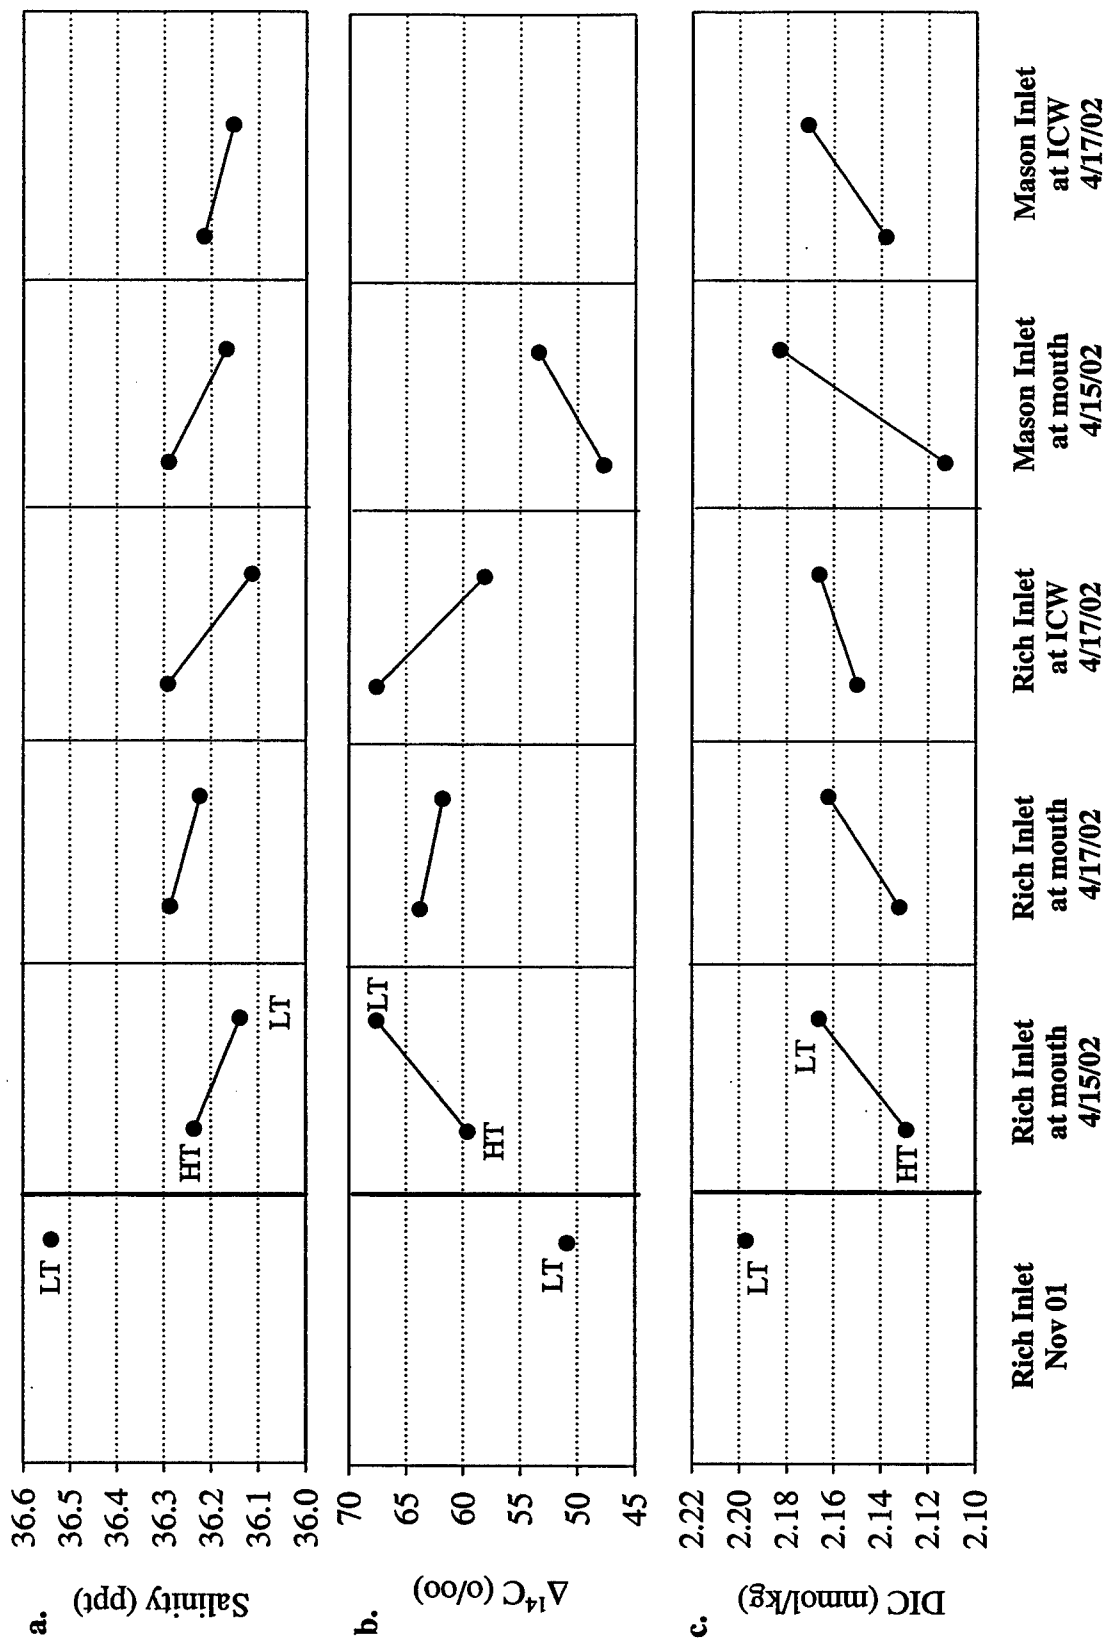 a.
Salinity (ppt)
36.6
36.5
36.4
36.3
36.2
36.1
36.0
LT
HT
LT
b.
Δ¹⁴C (o/oo)
70
65
60
55
50
45
LT
HT
LT
c.
DIC (mmol/kg)
2.22
2.20
2.18
2.16
2.14
2.12
2.10
LT
HT
LT
Rich Inlet
Nov 01
Rich Inlet
at mouth
4/15/02
Rich Inlet
at mouth
4/17/02
Rich Inlet
at ICW
4/17/02
Mason Inlet
at mouth
4/15/02
Mason Inlet
at ICW
4/17/02